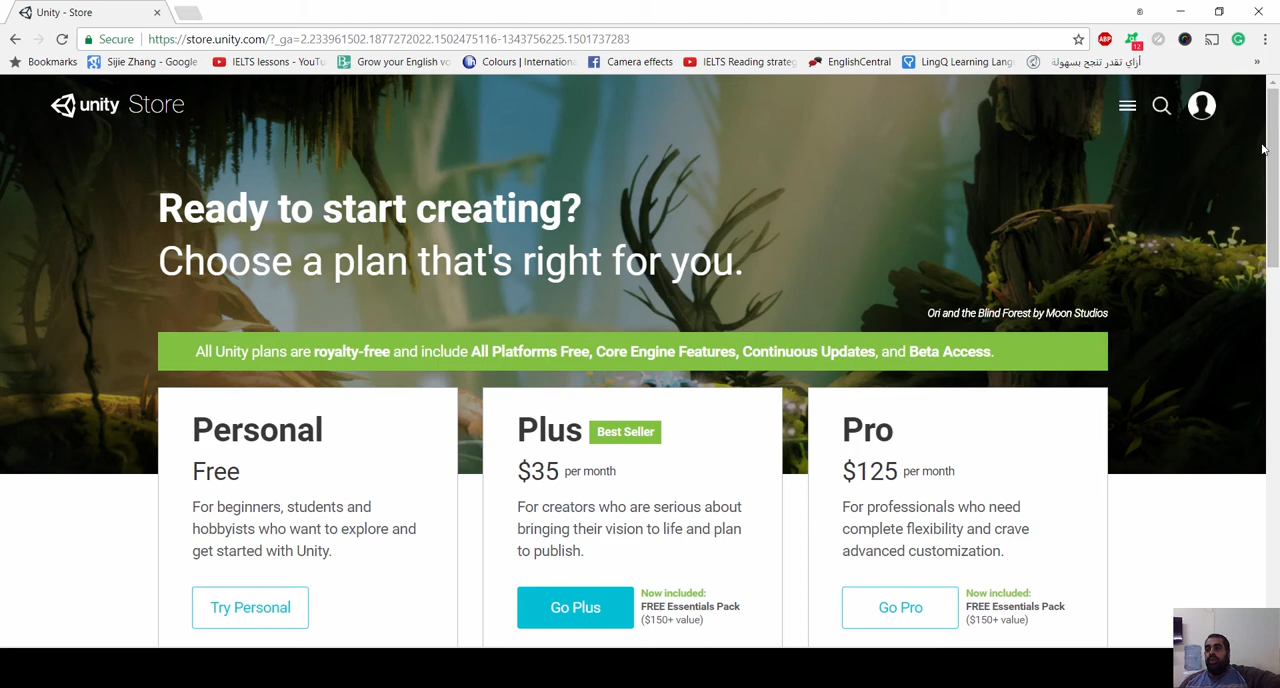 Unity - Store
Secure https://store.unity.com/?_ga=2.233961502.1877272022.1502475116-1343756225.1501737283
ABP
12
Bookmarks Sijie Zhang - Google IELTS lessons - YouTu Grow your English vo Colours | Internationa Camera effects IELTS Reading strateg EnglishCentral LingQ Learning Lang أزاي تقدر تنجح بسهولة »
unity Store
Ready to start creating?
Choose a plan that's right for you.
Ori and the Blind Forest by Moon Studios
All Unity plans are royalty-free and include All Platforms Free, Core Engine Features, Continuous Updates, and Beta Access.
Personal
Free
For beginners, students and
hobbyists who want to explore and
get started with Unity.
Try Personal
Plus Best Seller
$35 per month
For creators who are serious about
bringing their vision to life and plan
to publish.
Go Plus
Now included:
FREE Essentials Pack
($150+ value)
Pro
$125 per month
For professionals who need
complete flexibility and crave
advanced customization.
Go Pro
Now included:
FREE Essentials Pack
($150+ value)